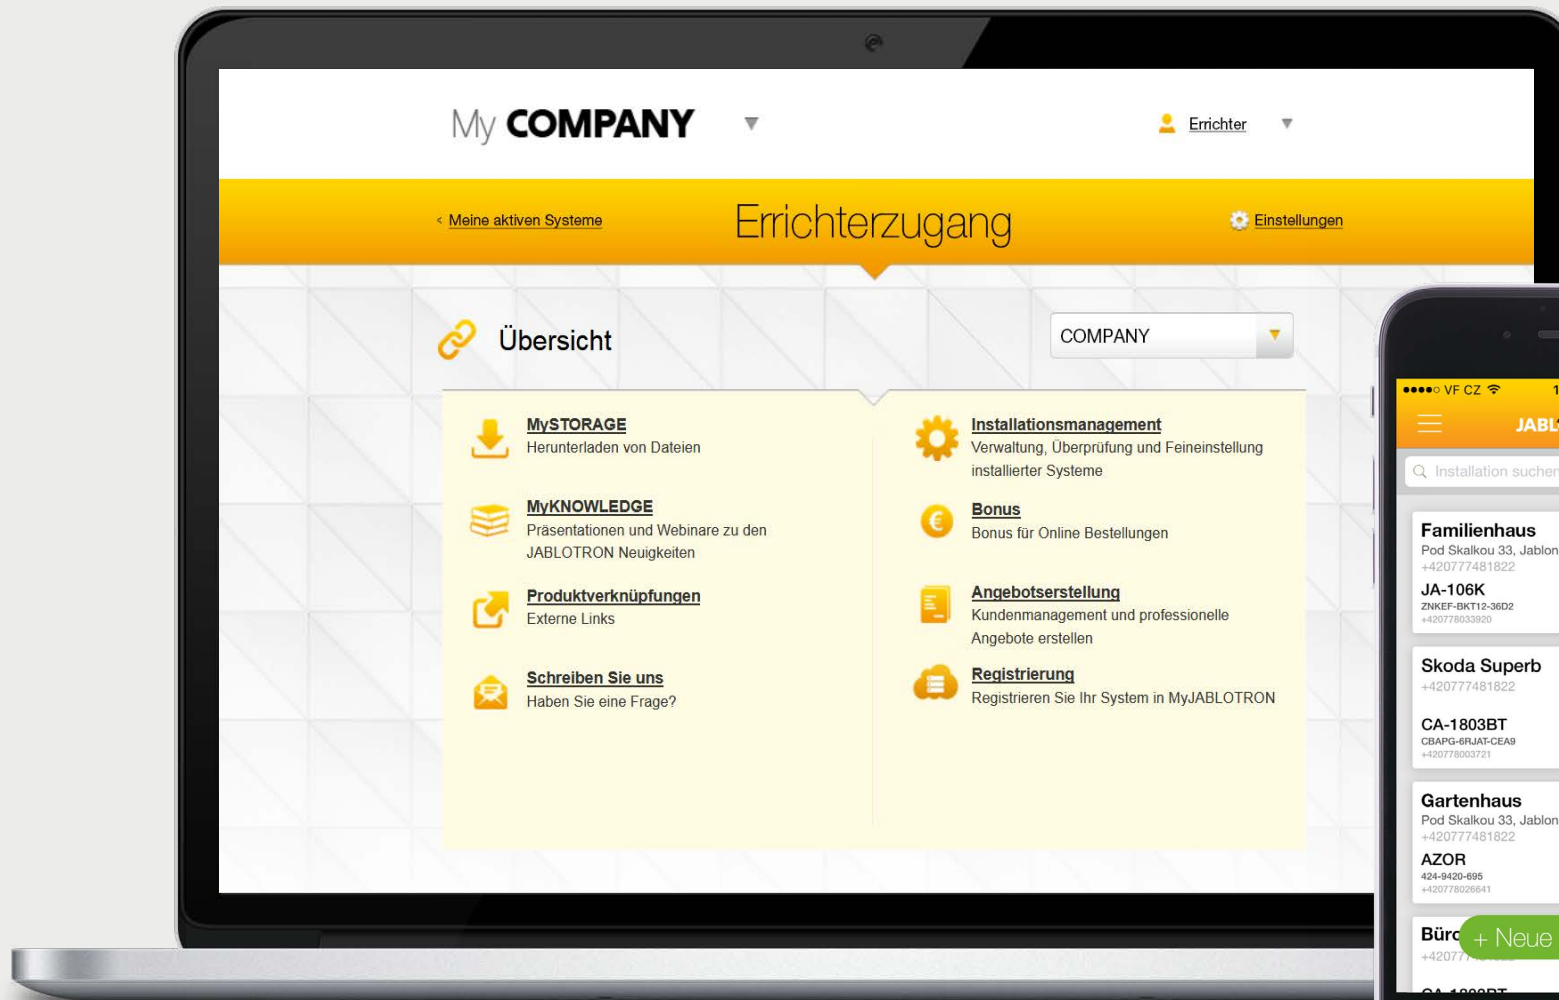 My COMPANY
Errichter
< Meine aktiven Systeme
Errichterzugang
Einstellungen
Übersicht
COMPANY
MySTORAGE
Herunterladen von Dateien
MyKNOWLEDGE
Präsentationen und Webinare zu den
JABLOTRON Neuigkeiten
Produktverknüpfungen
Externe Links
Schreiben Sie uns
Haben Sie eine Frage?
Installationsmanagement
Verwaltung, Überprüfung und Feineinstellung
installierter Systeme
Bonus
Bonus für Online Bestellungen
Angebotserstellung
Kundenmanagement und professionelle
Angebote erstellen
Registrierung
Registrieren Sie Ihr System in MyJABLOTRON
VF CZ
JABL
Installation suchen
Familienhaus
Pod Skalkou 33, Jablon
+420777481822
JA-106K
ZNKEF-BKT12-36D2
+420778033920
Skoda Superb
+420777481822
CA-1803BT
CBAPG-6RJAT-CEA9
+420778003721
Gartenhaus
Pod Skalkou 33, Jablon
+420777481822
AZOR
424-9420-695
+420778026641
Büro
+ Neue